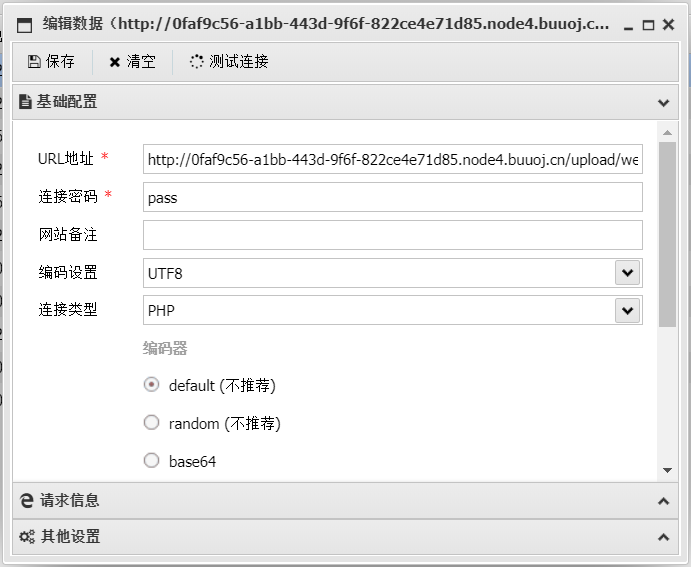 编辑数据（http://0faf9c56-a1bb-443d-9f6f-822ce4e71d85.node4.buuoj.c...
保存 清空 测试连接
基础配置
URL地址 * http://0faf9c56-a1bb-443d-9f6f-822ce4e71d85.node4.buuoj.cn/upload/we
连接密码 * pass
网站备注
编码设置 UTF8
连接类型 PHP
编码器
default (不推荐)
random (不推荐)
base64
请求信息
其他设置